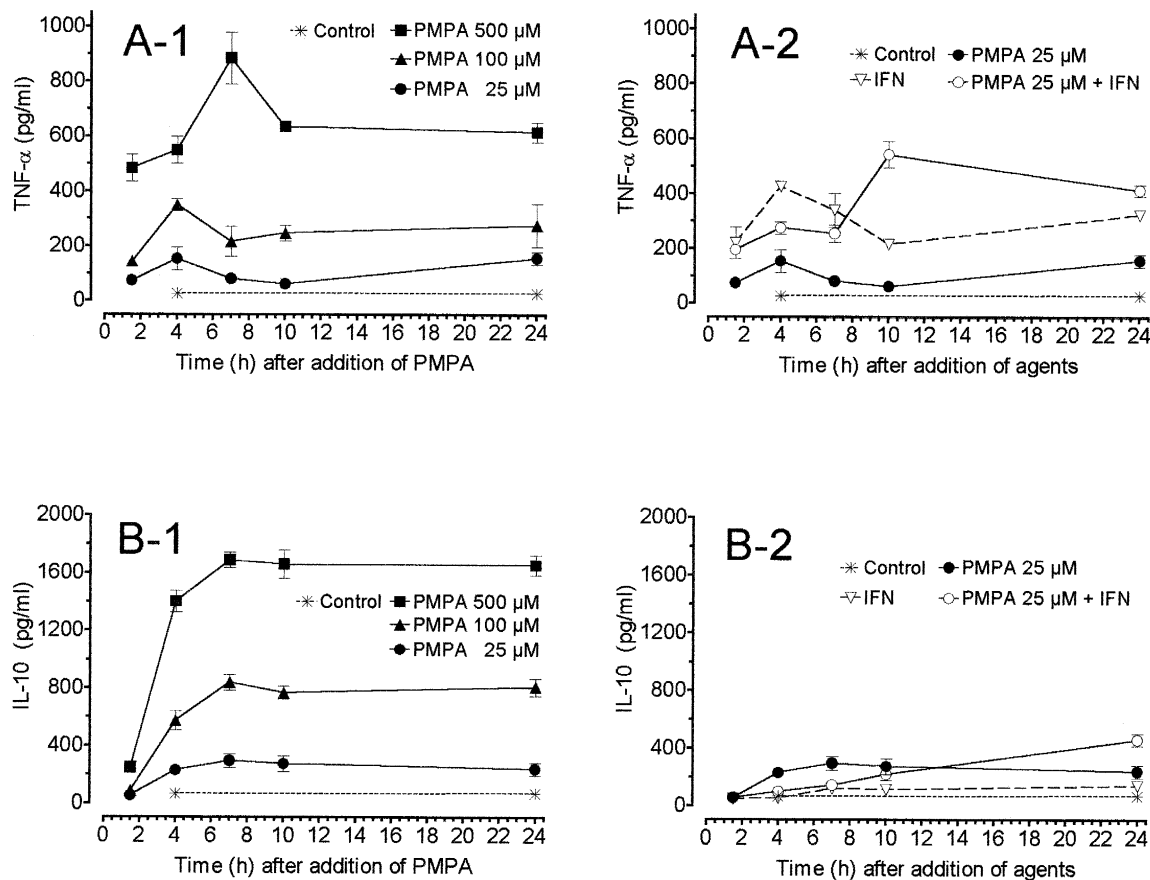 A-1
Control
PMPA 500 µM
PMPA 100 µM
PMPA 25 µM
TNF-α (pg/ml)
1000
800
600
400
200
0
0 2 4 6 8 10 12 14 16 18 20 22 24
Time (h) after addition of PMPA
A-2
Control
PMPA 25 µM
IFN
PMPA 25 µM + IFN
TNF-α (pg/ml)
1000
800
600
400
200
0
0 2 4 6 8 10 12 14 16 18 20 22 24
Time (h) after addition of agents
B-1
Control
PMPA 500 µM
PMPA 100 µM
PMPA 25 µM
IL-10 (pg/ml)
2000
1600
1200
800
400
0
0 2 4 6 8 10 12 14 16 18 20 22 24
Time (h) after addition of PMPA
B-2
Control
PMPA 25 µM
IFN
PMPA 25 µM + IFN
IL-10 (pg/ml)
2000
1600
1200
800
400
0
0 2 4 6 8 10 12 14 16 18 20 22 24
Time (h) after addition of agents